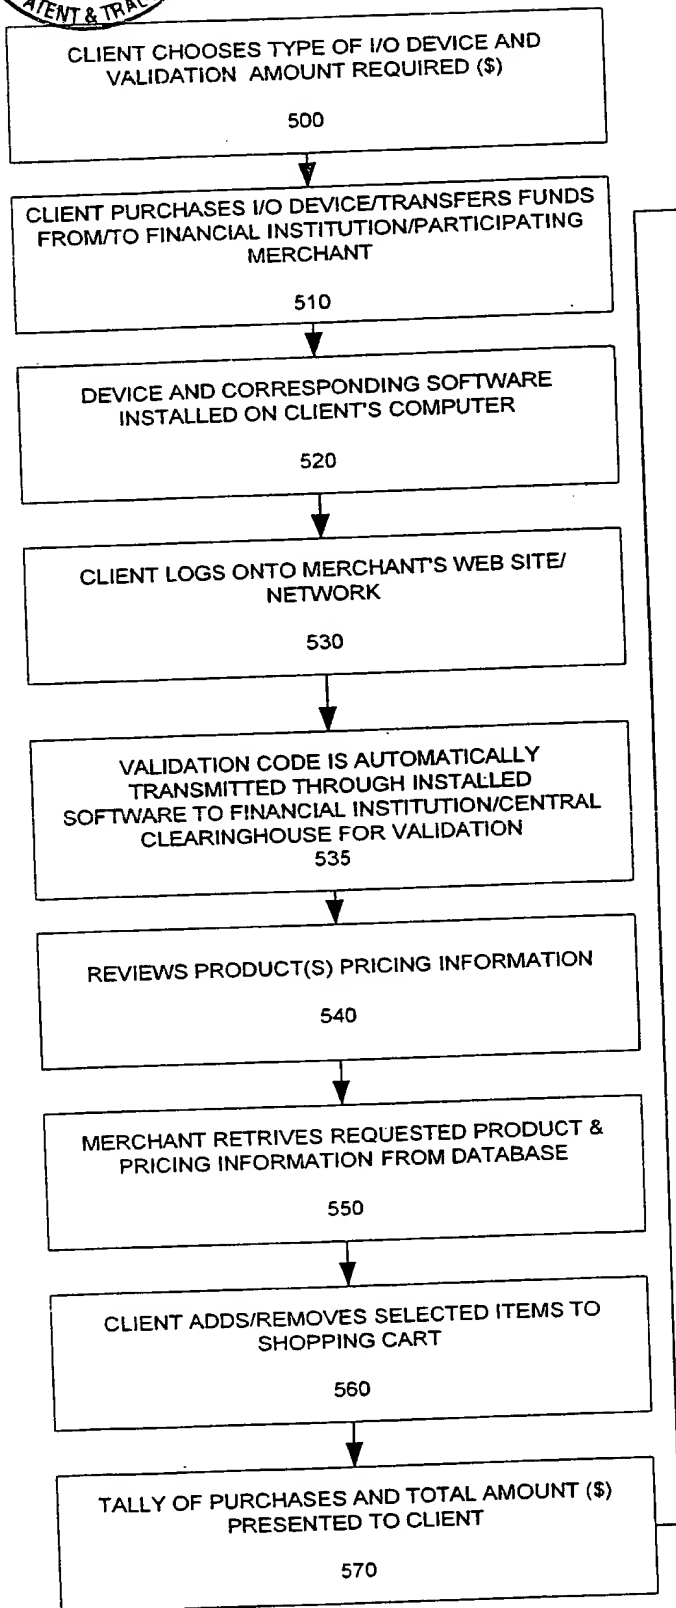 ATENT & TRA
CLIENT CHOOSES TYPE OF I/O DEVICE AND
VALIDATION AMOUNT REQUIRED ($)
500
CLIENT PURCHASES I/O DEVICE/TRANSFERS FUNDS
FROM/TO FINANCIAL INSTITUTION/PARTICIPATING
MERCHANT
510
DEVICE AND CORRESPONDING SOFTWARE
INSTALLED ON CLIENT'S COMPUTER
520
CLIENT LOGS ONTO MERCHANT'S WEB SITE/
NETWORK
530
VALIDATION CODE IS AUTOMATICALLY
TRANSMITTED THROUGH INSTALLED
SOFTWARE TO FINANCIAL INSTITUTION/CENTRAL
CLEARINGHOUSE FOR VALIDATION
535
REVIEWS PRODUCT(S) PRICING INFORMATION
540
MERCHANT RETRIVES REQUESTED PRODUCT &
PRICING INFORMATION FROM DATABASE
550
CLIENT ADDS/REMOVES SELECTED ITEMS TO
SHOPPING CART
560
TALLY OF PURCHASES AND TOTAL AMOUNT ($)
PRESENTED TO CLIENT
570